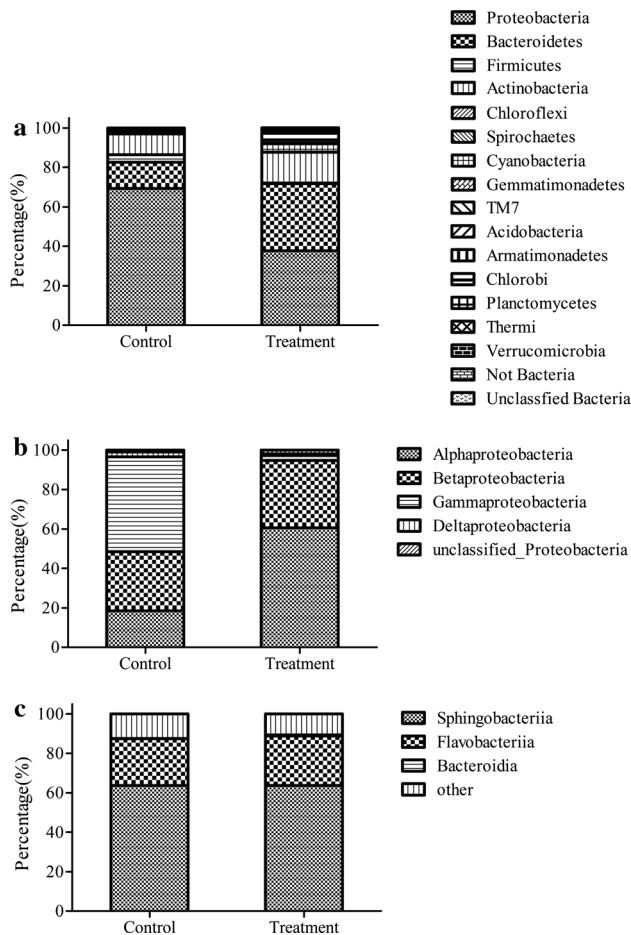 a
Percentage(%)
100
80
60
40
20
0
Control
Treatment
Proteobacteria
Bacteroidetes
Firmicutes
Actinobacteria
Chloroflexi
Spirochaetes
Cyanobacteria
Gemmatimonadetes
TM7
Acidobacteria
Armatimonadetes
Chlorobi
Planctomycetes
Thermi
Verrucomicrobia
Not Bacteria
Unclassfied Bacteria
b
Percentage(%)
100
80
60
40
20
0
Control
Treatment
Alphaproteobacteria
Betaproteobacteria
Gammaproteobacteria
Deltaproteobacteria
unclassified_Proteobacteria
c
Percentage(%)
100
80
60
40
20
0
Control
Treatment
Sphingobacteriia
Flavobacteriia
Bacteroidia
other